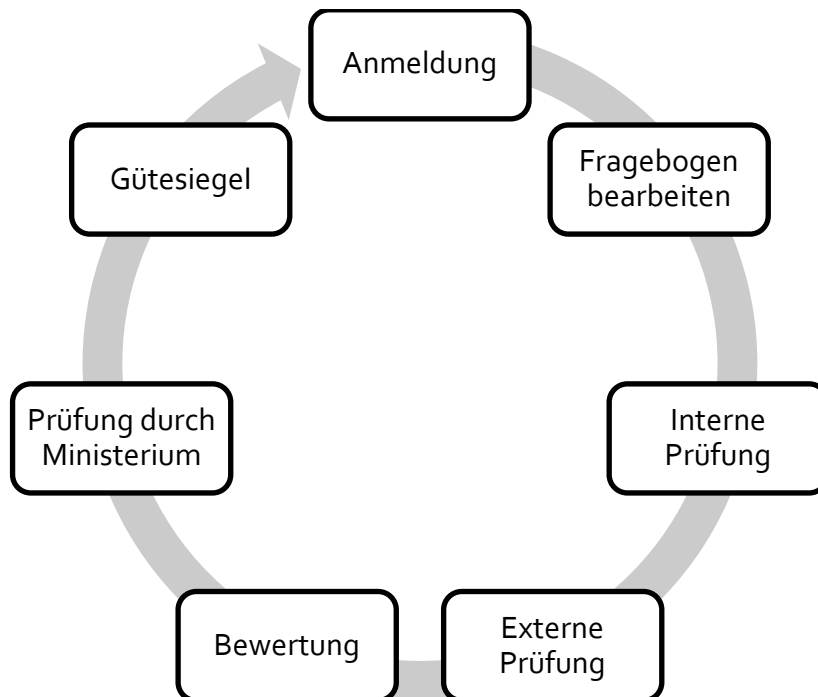 Anmeldung
Fragebogen
bearbeiten
Interne
Prüfung
Externe
Prüfung
Bewertung
Prüfung durch
Ministerium
Gütesiegel